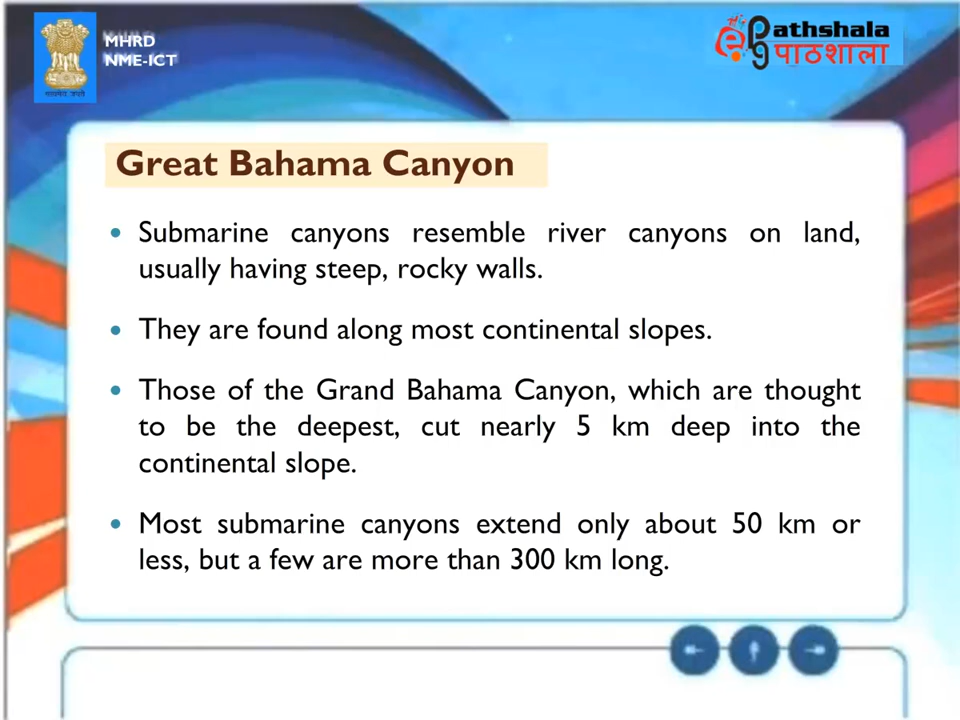 MHRD
NME-ICT
e pg athshala
पाठशाला
Great Bahama Canyon
• Submarine canyons resemble river canyons on land,
usually having steep, rocky walls.
• They are found along most continental slopes.
• Those of the Grand Bahama Canyon, which are thought
to be the deepest, cut nearly 5 km deep into the
continental slope.
• Most submarine canyons extend only about 50 km or
less, but a few are more than 300 km long.